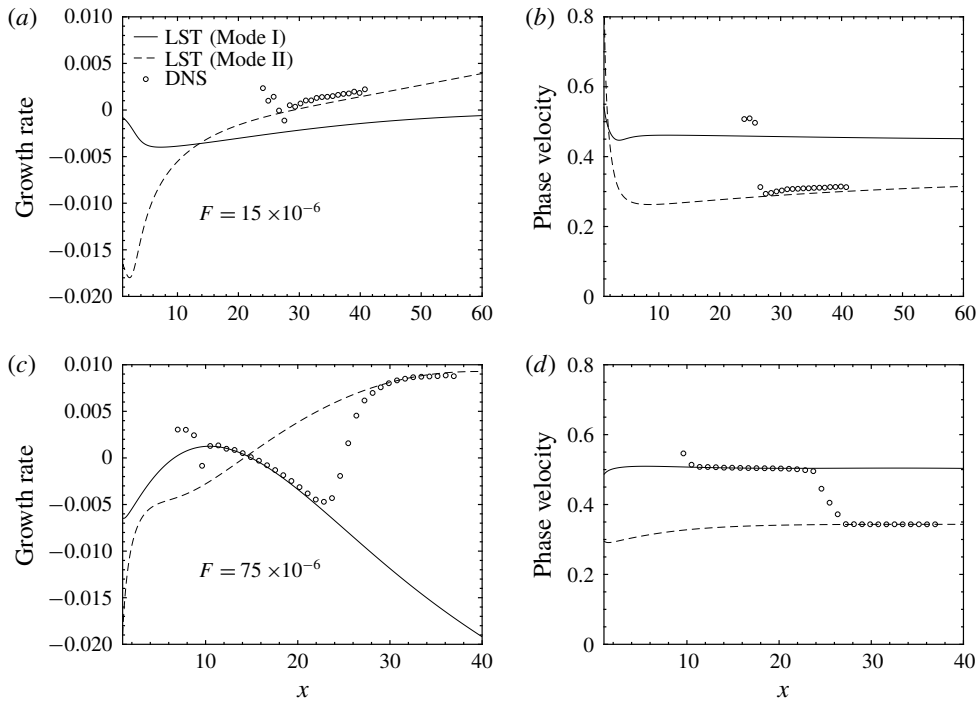 (a)
0.010
LST (Mode I)
LST (Mode II)
DNS
0.005
0
−0.005
−0.010
−0.015
−0.020
Growth rate
F = 15 ×10−6
10 20 30 40 50 60
(b)
0.8
0.6
0.4
0.2
0
Phase velocity
10 20 30 40 50 60
(c)
0.010
0.005
0
−0.005
−0.010
−0.015
−0.020
Growth rate
F = 75 ×10−6
10 20 30 40
x
(d)
0.8
0.6
0.4
0.2
0
Phase velocity
10 20 30 40
x